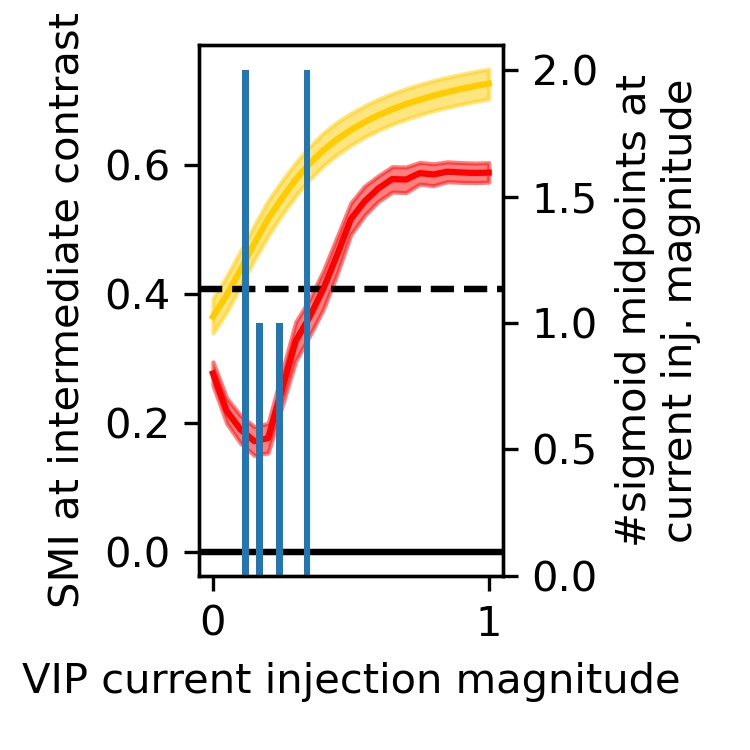 SMI at intermediate contrast
0.6
0.4
0.2
0.0
2.0
1.5
1.0
0.5
0.0
#sigmoid midpoints at
current inj. magnitude
0
1
VIP current injection magnitude